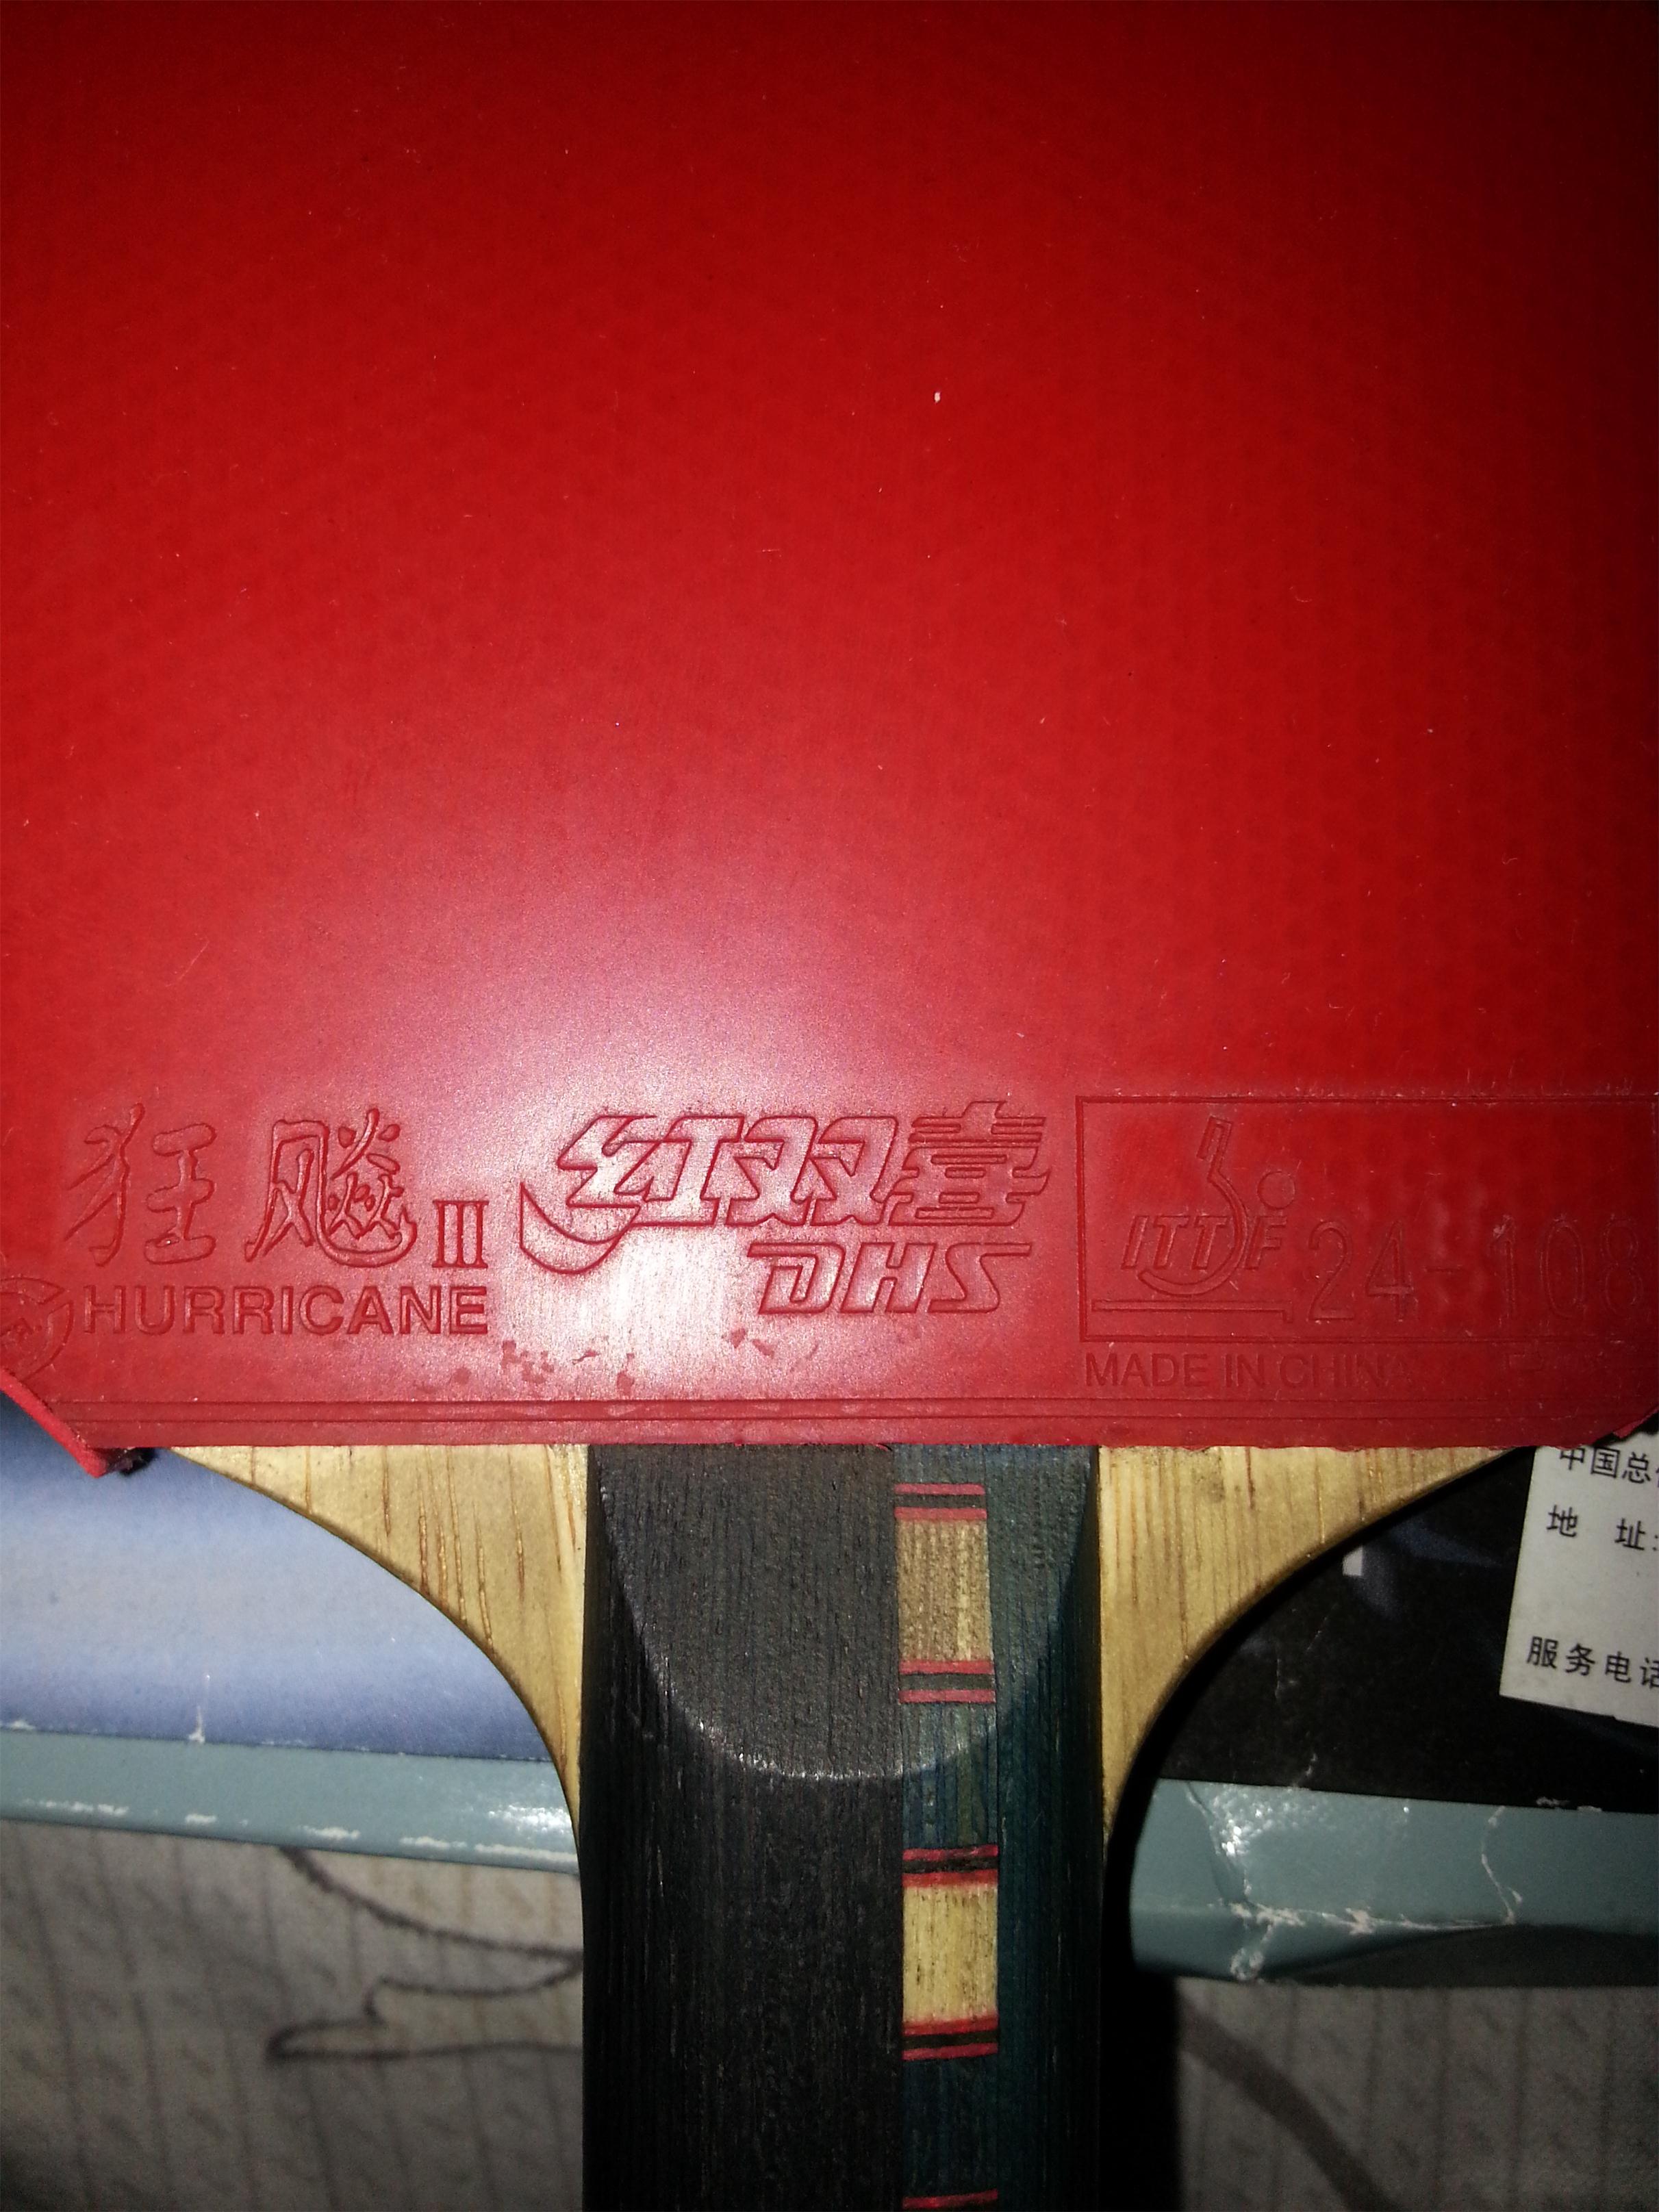 狂飚 III
HURRICANE
红双喜
DHS
ITTF 24-108
MADE IN CHINA
中国总
地 址:
服务电话